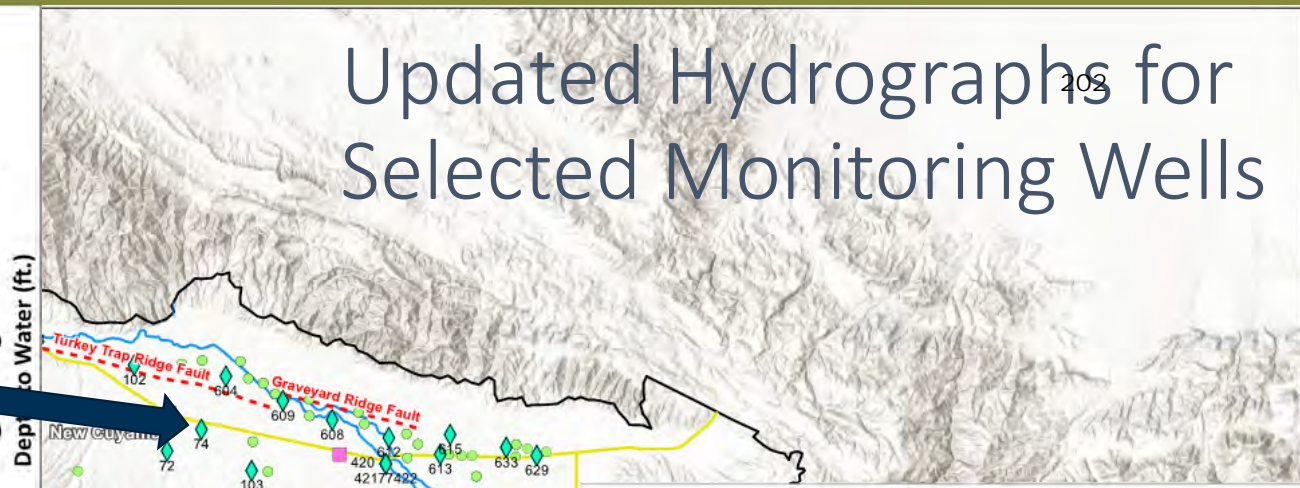 Updated Hydrographs for
202
Selected Monitoring Wells
Depth to Water (ft.)
Turkey Trap Ridge Fault
102
604
Graveyard Ridge Fault
609
608
New Cuyama
74
72
103
612
615
420
613
633
629
42177422